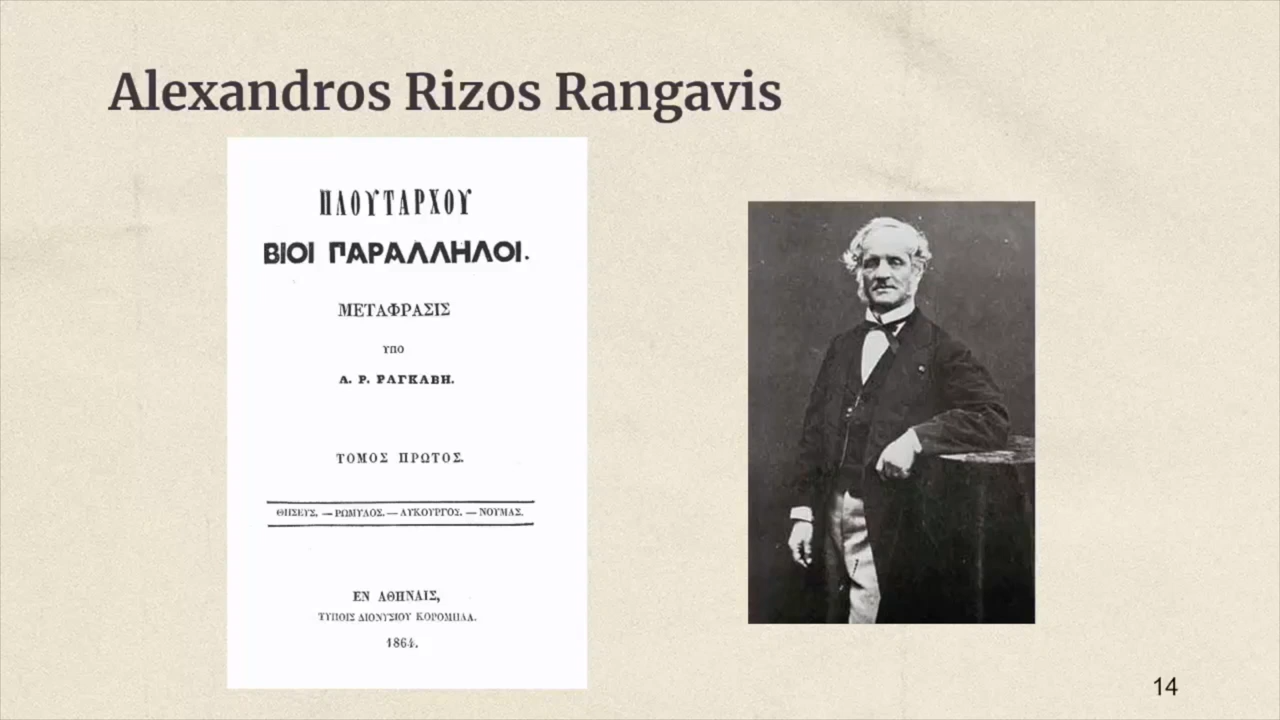 Alexandros Rizos Rangavis
ΠΛΟΥΤΑΡΧΟΥ
ΒΙΟΙ ΠΑΡΑΛΛΗΛΟΙ.
ΜΕΤΑΦΡΑΣΙΣ
ΥΠΟ
Α. Ρ. ΡΑΓΚΑΒΗ.
ΤΟΜΟΣ ΠΡΩΤΟΣ.
ΘΗΣΕΥΣ. — ΡΩΜΥΛΟΣ. — ΛΥΚΟΥΡΓΟΣ. — ΝΟΥΜΑΣ.
ΕΝ ΑΘΗΝΑΙΣ,
ΤΥΠΟΙΣ ΔΙΟΝΥΣΙΟΥ ΚΟΡΟΜΗΛΑ.
1864.
14